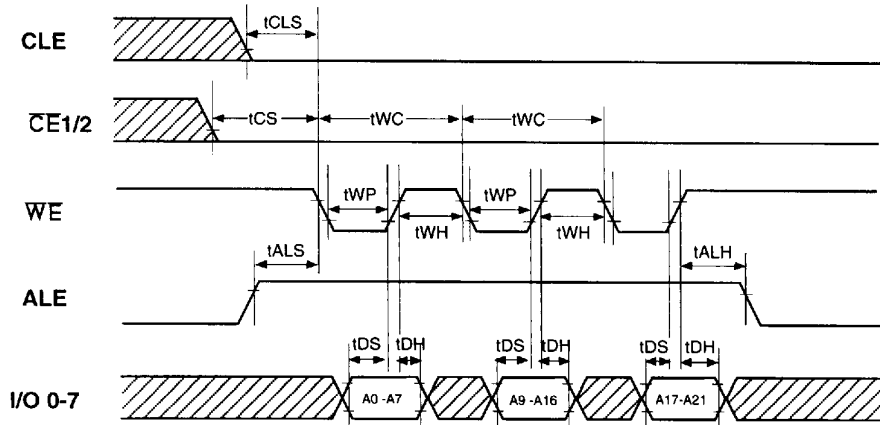 CLE
tCLS
CE1/2
tCS
tWC
tWC
WE
tWP
tWP
tWH
tWH
ALE
tALS
tALH
tDS
tDH
tDS
tDH
tDS
tDH
I/O 0-7
A0 -A7
A9 -A16
A17-A21